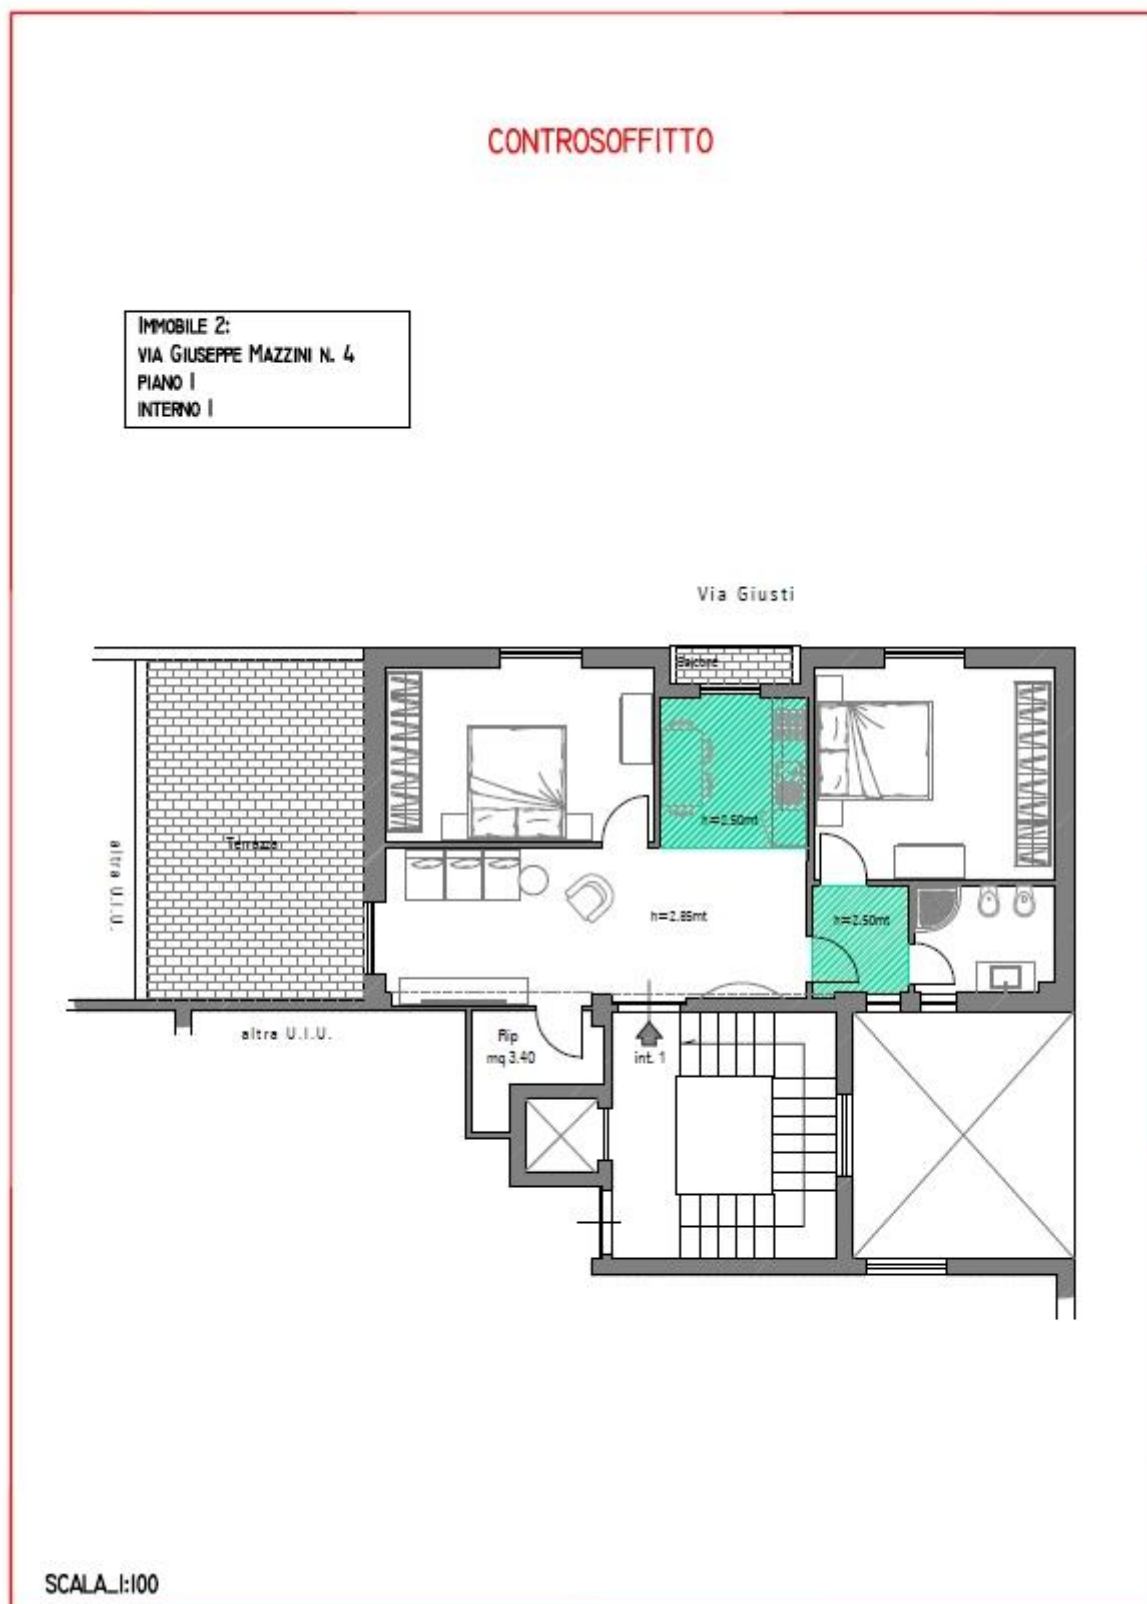 CONTROSOFFITTO
IMMOBILE 2:
VIA GIUSEPPE MAZZINI N. 4
PIANO I
INTERNO I
Via Giusti
Balcone
h=2.50mt
Terrazza
altra U.I.U.
h=2.85mt
h=2.50mt
altra U.I.U.
Rip
mq 3.40
int. 1
SCALA_1:100